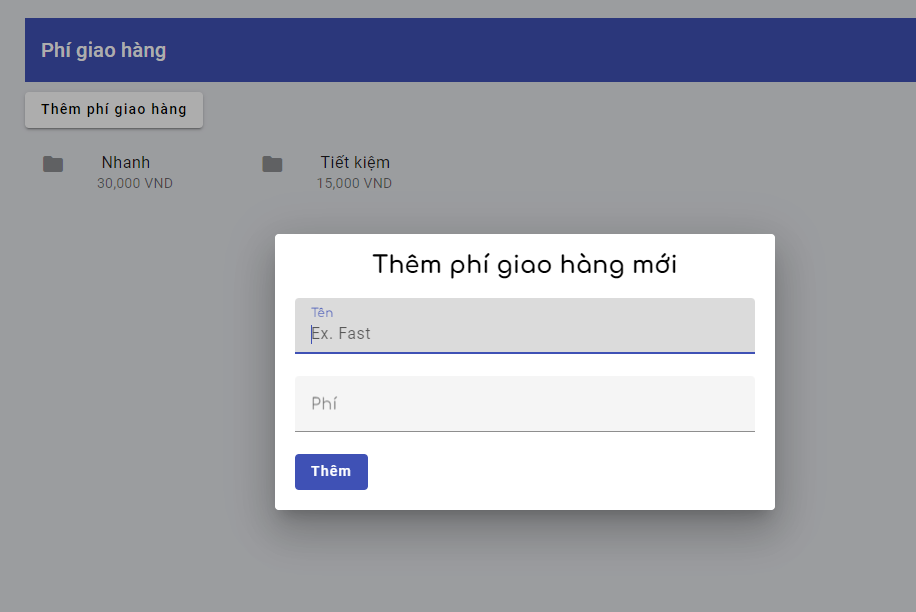 Phí giao hàng
Thêm phí giao hàng
Nhanh
30,000 VND
Tiết kiệm
15,000 VND
Thêm phí giao hàng mới
Tên
Ex. Fast
Phí
Thêm